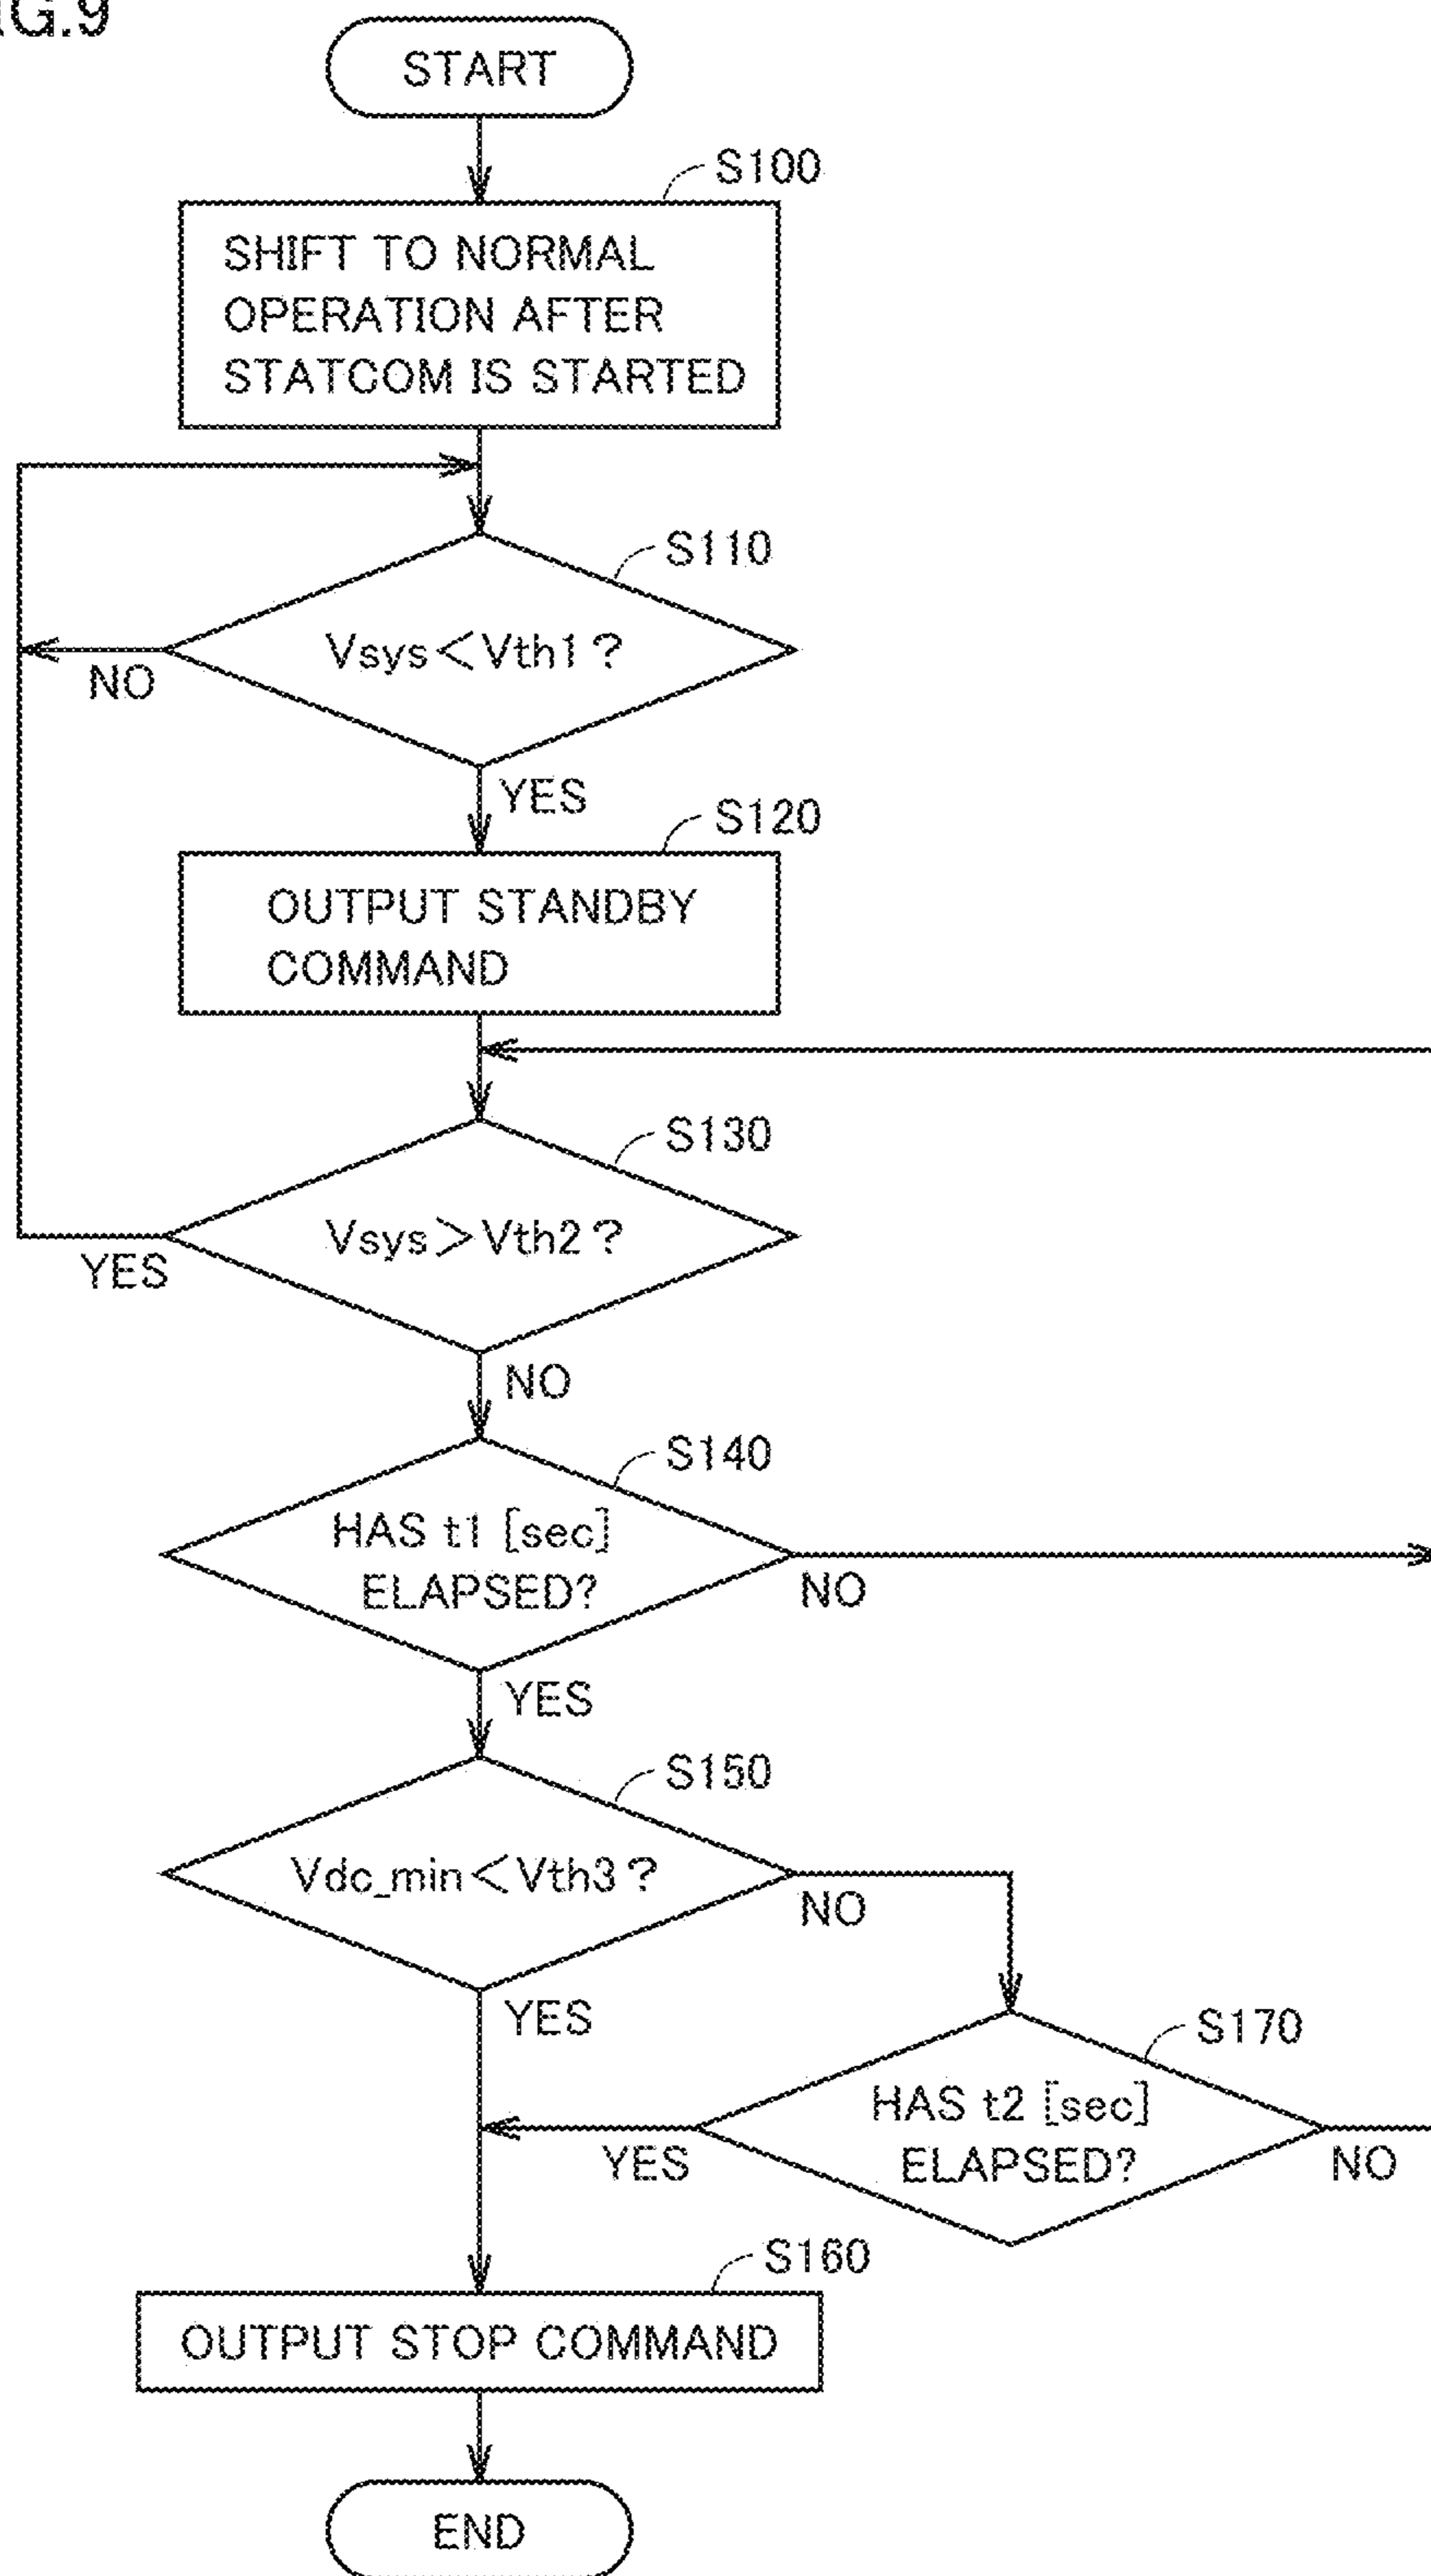 START
S100
SHIFT TO NORMAL
OPERATION AFTER
STATCOM IS STARTED
S110
Vsys<Vth1?
NO
YES
S120
OUTPUT STANDBY
COMMAND
S130
Vsys>Vth2?
YES
NO
S140
HAS t1 [sec]
ELAPSED?
NO
YES
S150
Vdc_min<Vth3?
NO
YES
S170
HAS t2 [sec]
ELAPSED?
YES
NO
S160
OUTPUT STOP COMMAND
END